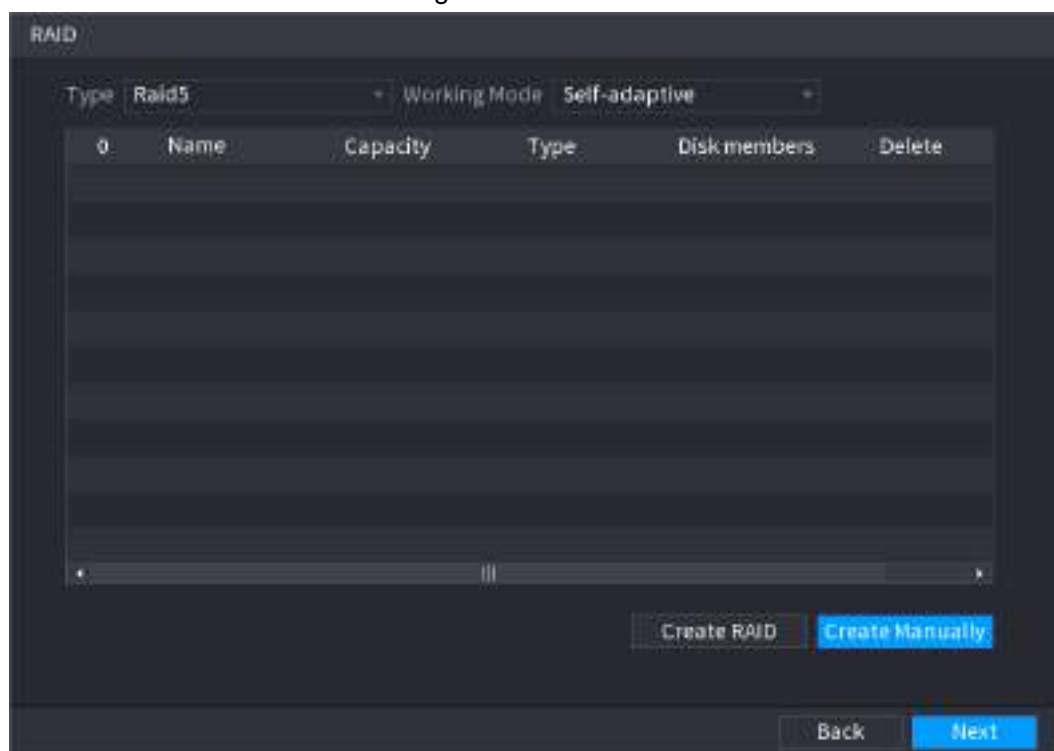 RAID
Type Raid5 Working Mode Self-adaptive
0 Name Capacity Type Disk members Delete
Create RAID Create Manually
Back Next